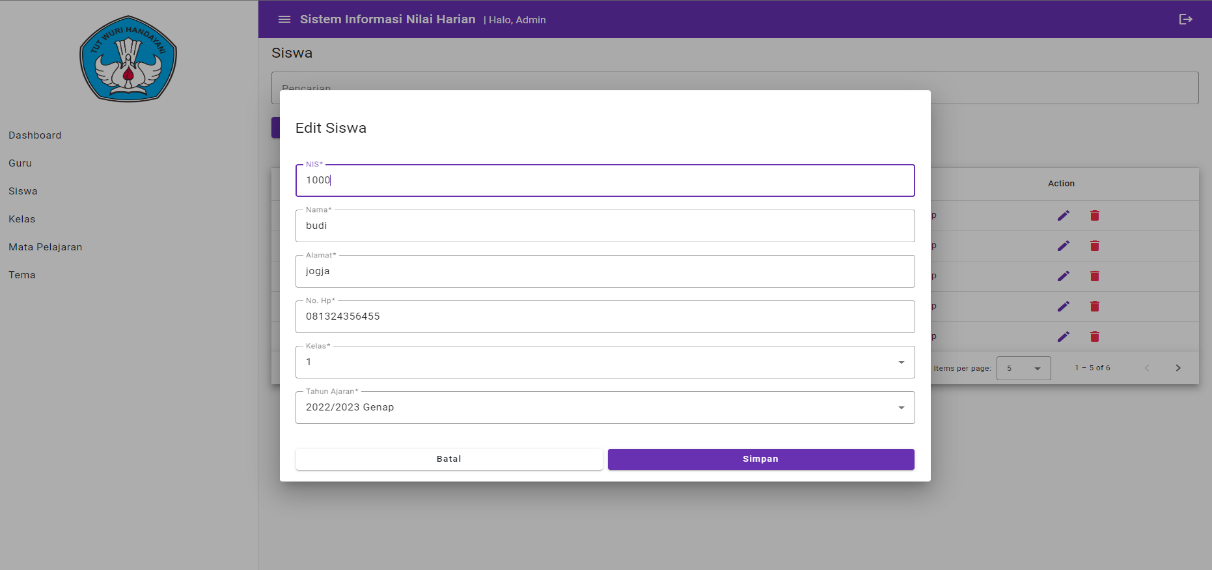 TUT WURI HANDAYANI
Sistem Informasi Nilai Harian | Halo, Admin
Siswa
Pencarian
Dashboard
Guru
Siswa
Kelas
Mata Pelajaran
Tema
Edit Siswa
NIS*
1000
Nama*
budi
Alamat*
jogja
No. Hp*
081324356455
Kelas*
1
Tahun Ajaran*
2022/2023 Genap
Batal
Simpan
Action
p
p
p
p
p
Items per page: 5 1 – 5 of 6